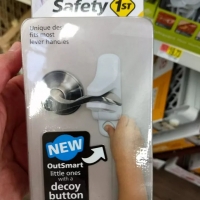 Safety 1ST
Unique de
fits most
lever handles
NEW
OutSmart
little ones
with a
decoy
button